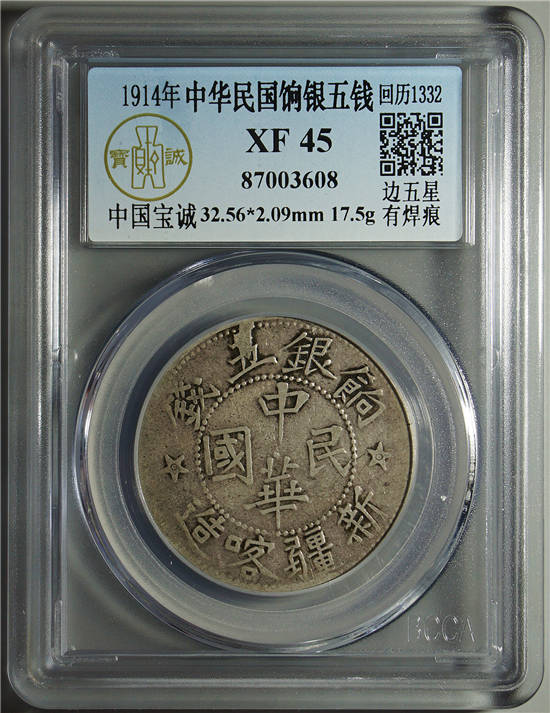 1914年 中华民国饷银五钱 回历1332
XF 45
87003608
寶 誠
边五星
中国宝诚 32.56*2.09mm 17.5g 有焊痕
餉銀五錢
中華民國
新疆喀造